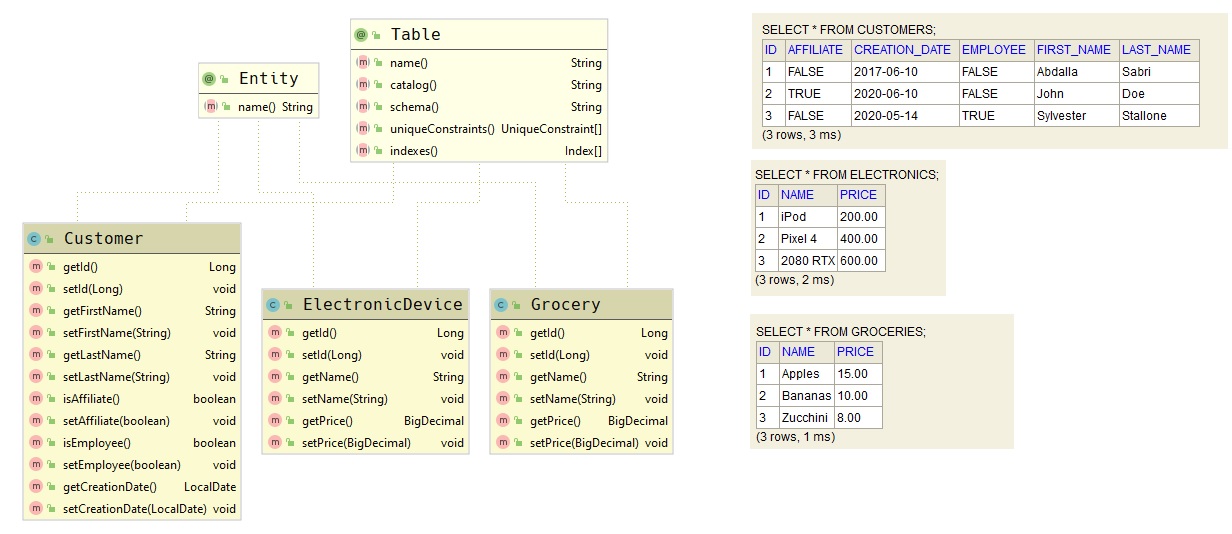 Table
name() String
catalog() String
schema() String
uniqueConstraints() UniqueConstraint[]
indexes() Index[]
Entity
name() String
Customer
getId() Long
setId(Long) void
getFirstName() String
setFirstName(String) void
getLastName() String
setLastName(String) void
isAffiliate() boolean
setAffiliate(boolean) void
isEmployee() boolean
setEmployee(boolean) void
getCreationDate() LocalDate
setCreationDate(LocalDate) void
ElectronicDevice
getId() Long
setId(Long) void
getName() String
setName(String) void
getPrice() BigDecimal
setPrice(BigDecimal) void
Grocery
getId() Long
setId(Long) void
getName() String
setName(String) void
getPrice() BigDecimal
setPrice(BigDecimal) void
SELECT * FROM CUSTOMERS;
ID AFFILIATE CREATION_DATE EMPLOYEE FIRST_NAME LAST_NAME
1 FALSE 2017-06-10 FALSE Abdalla Sabri
2 TRUE 2020-06-10 FALSE John Doe
3 FALSE 2020-05-14 TRUE Sylvester Stallone
(3 rows, 3 ms)
SELECT * FROM ELECTRONICS;
ID NAME PRICE
1 iPod 200.00
2 Pixel 4 400.00
3 2080 RTX 600.00
(3 rows, 2 ms)
SELECT * FROM GROCERIES;
ID NAME PRICE
1 Apples 15.00
2 Bananas 10.00
3 Zucchini 8.00
(3 rows, 1 ms)